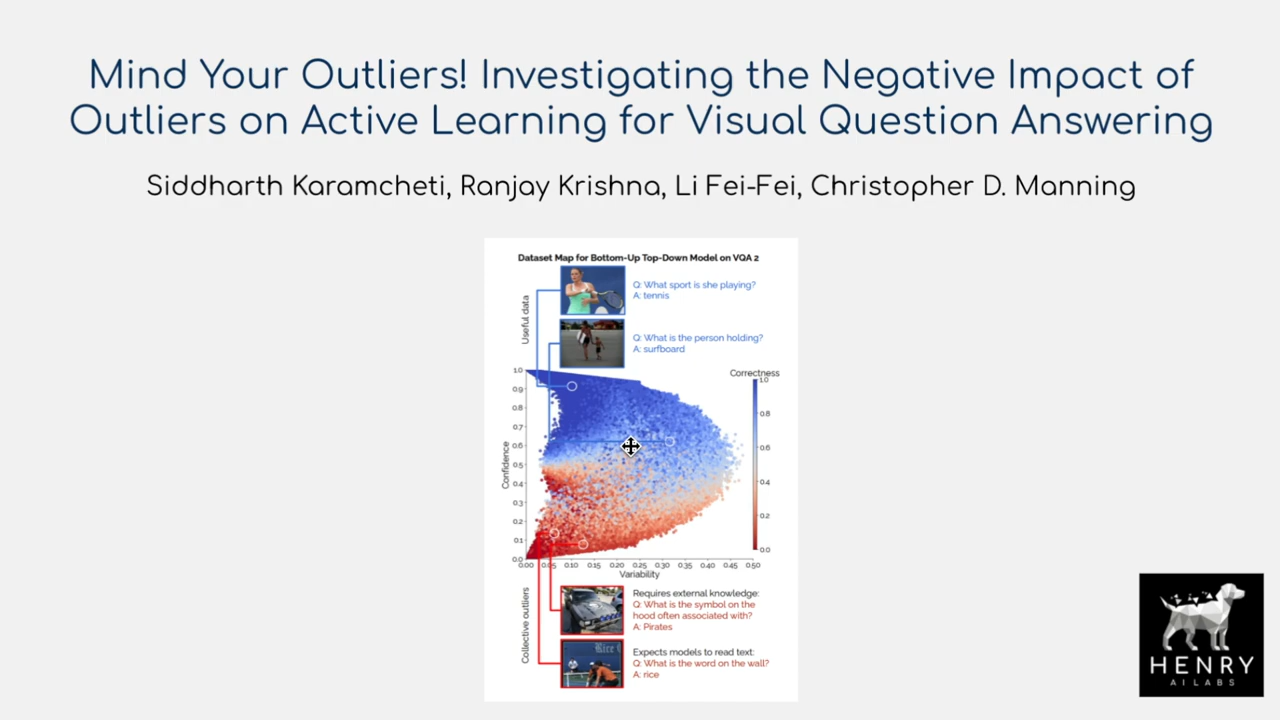 Mind Your Outliers! Investigating the Negative Impact of
Outliers on Active Learning for Visual Question Answering
Siddharth Karamcheti, Ranjay Krishna, Li Fei-Fei, Christopher D. Manning
Dataset Map for Bottom-Up Top-Down Model on VQA 2
Useful data
Q: What sport is she playing?
A: tennis
Q: What is the person holding?
A: surfboard
Correctness
1.0
0.8
0.6
0.4
0.2
0.0
Confidence
1.0
0.9
0.8
0.7
0.6
0.5
0.4
0.3
0.2
0.1
0.0
0.00 0.05 0.10 0.15 0.20 0.25 0.30 0.35 0.40 0.45 0.50
Variability
Collective outliers
Requires external knowledge:
Q: What is the symbol on the
hood often associated with?
A: Pirates
Rice
Expects models to read text:
Q: What is the word on the wall?
A: rice
HENRY
AI LABS